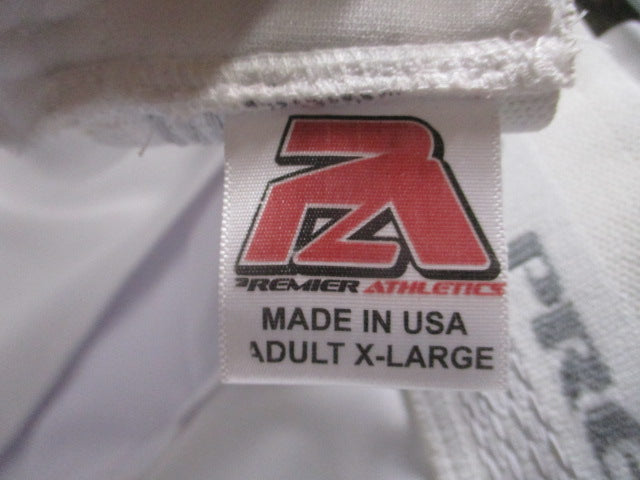 PREMIER ATHLETICS
MADE IN USA
ADULT X-LARGE